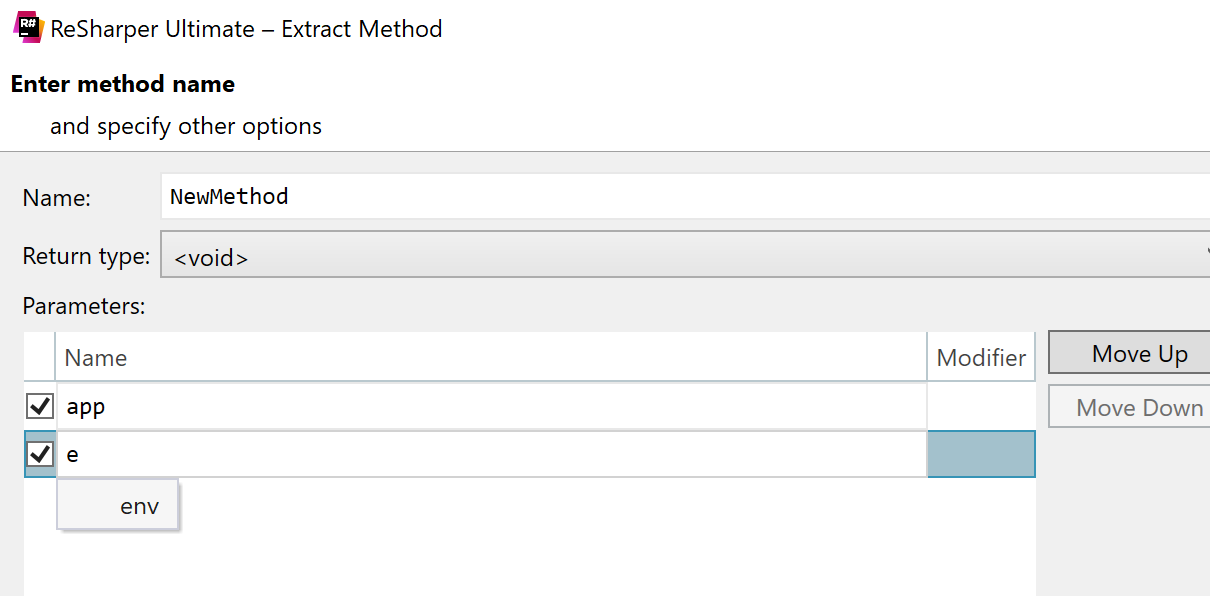 R#
ReSharper Ultimate – Extract Method
Enter method name
and specify other options
Name: NewMethod
Return type: <void>
Parameters:
Name Modifier Move Up
app Move Down
e
env